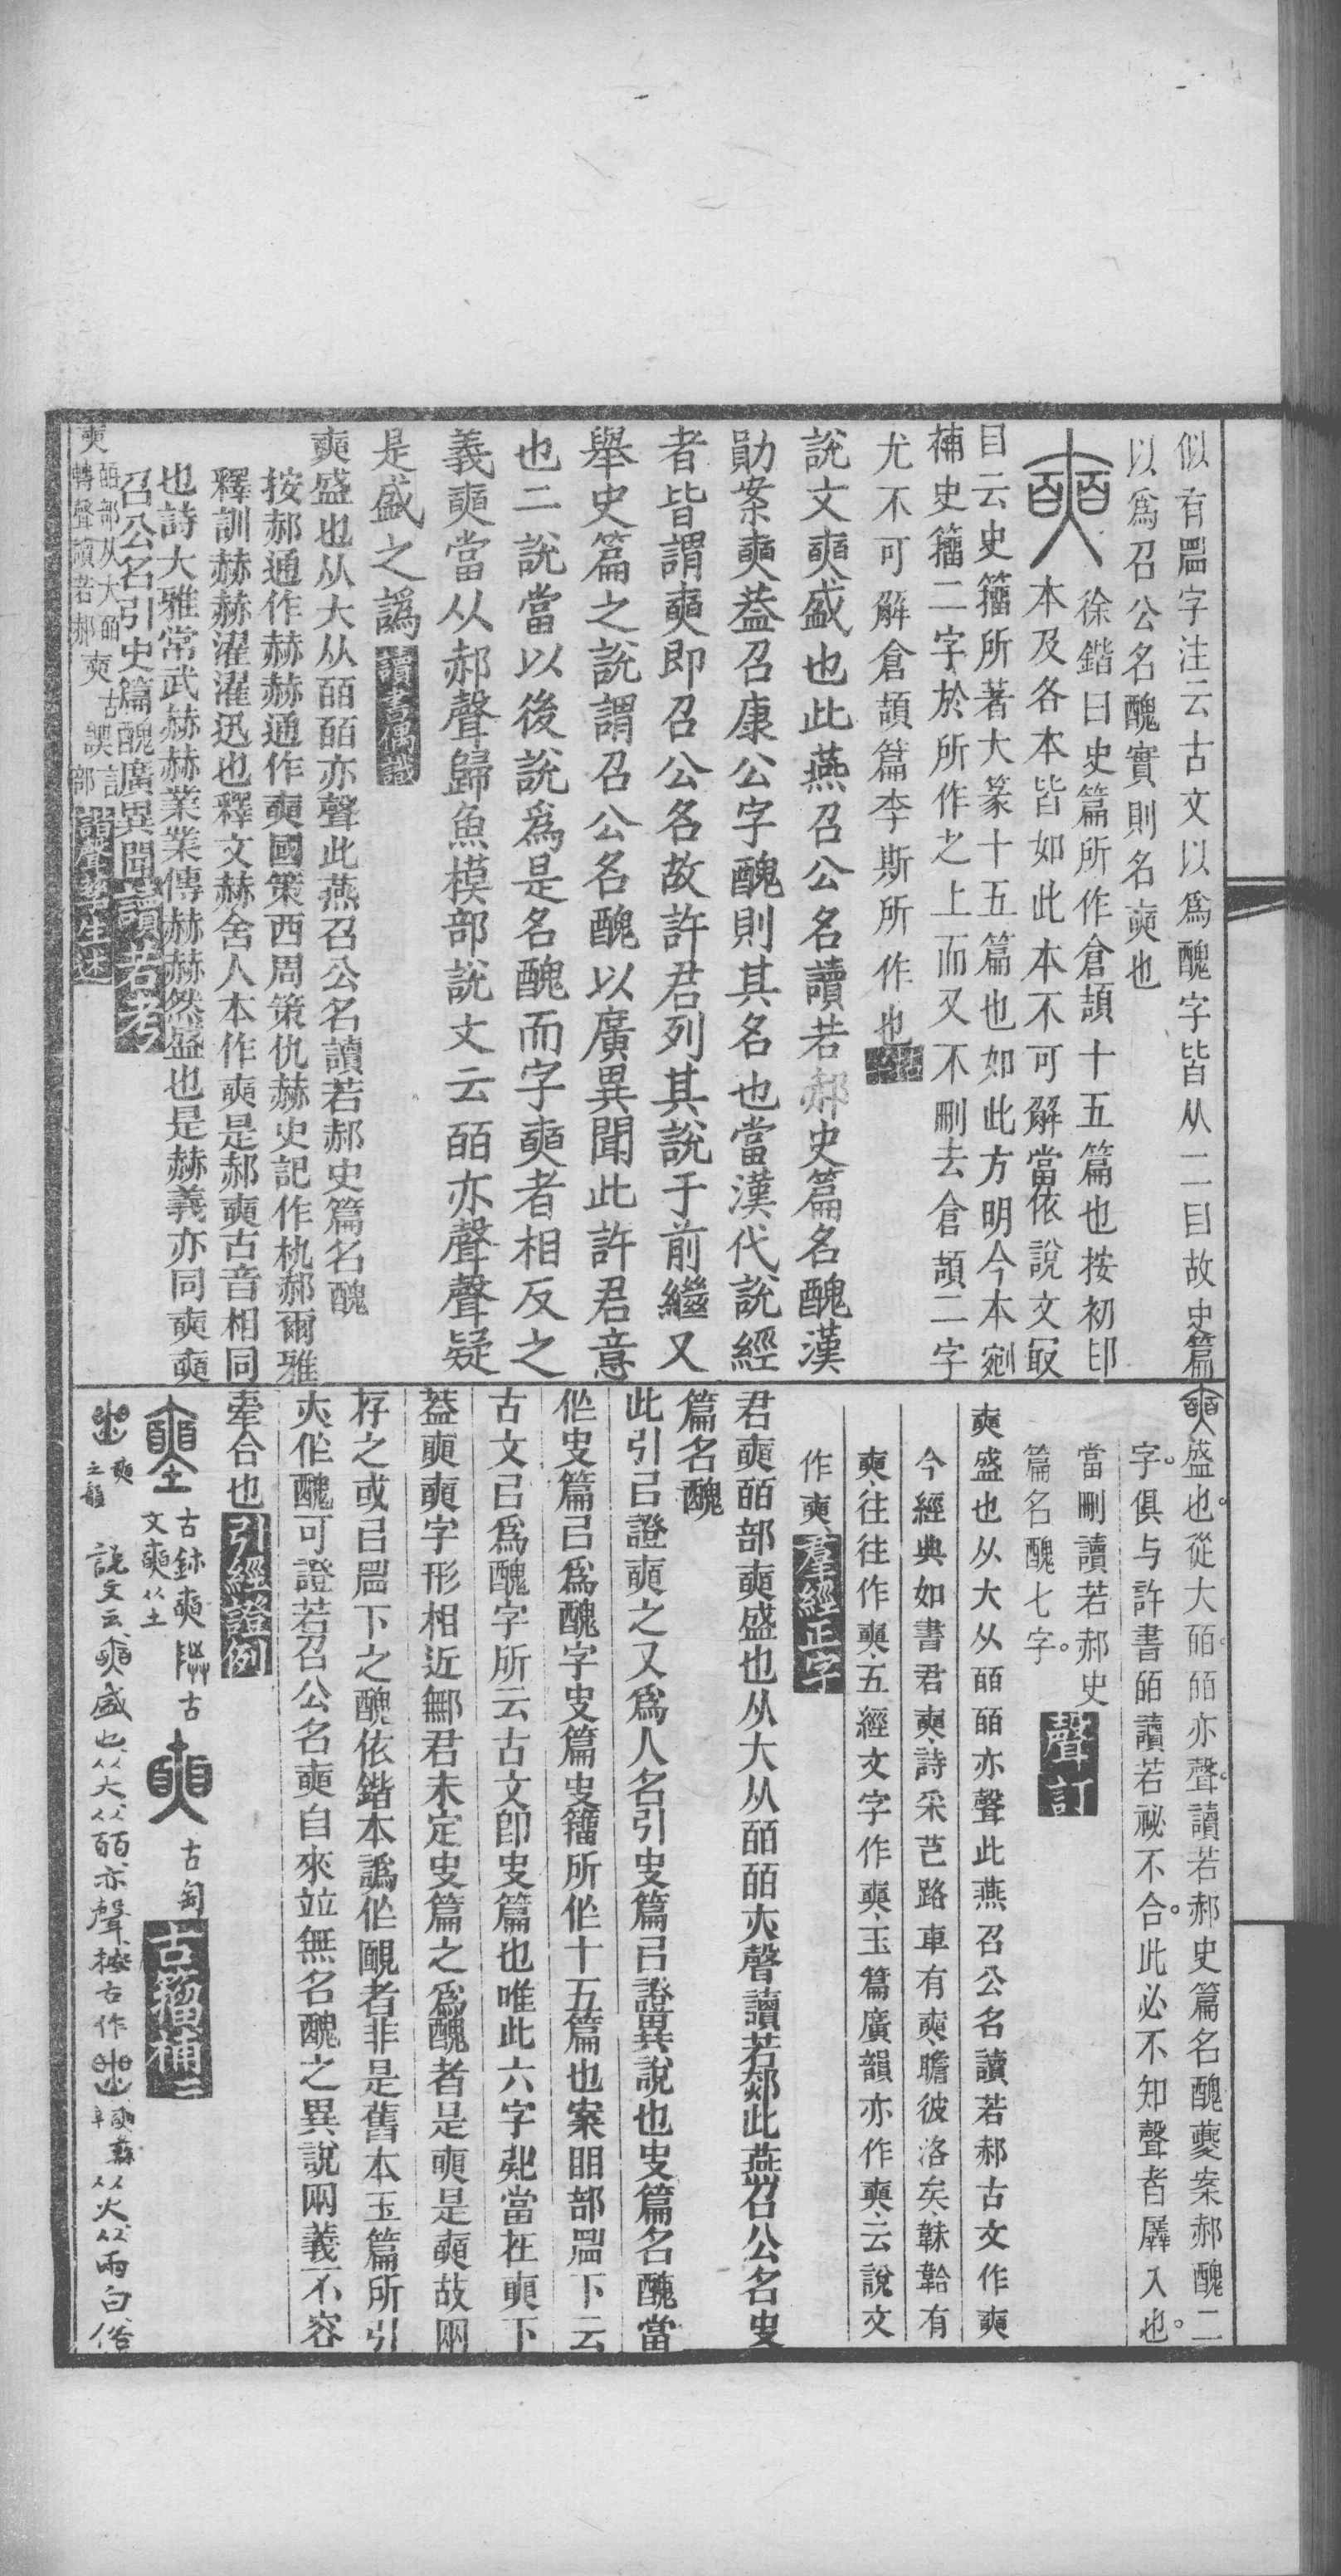 似有䁒字注云古文以爲醜字皆从二目故史篇
以爲召公名醜實則名奭也
奭
徐鍇曰史篇所作倉頡十五篇也按初印
本及各本皆如此本不可解當依說文㝡
目云史籒所著大篆十五篇也如此方明今本剜
補史籒二字於所作之上而又不刪去倉頡二字
尤不可解倉頡篇李斯所作也
說文奭盛也此燕召公名讀若郝史篇名醜漢
勛案奭葢召康公字醜則其名也當漢代說經
者皆謂奭即召公名故許君列其說于前繼又
舉史篇之說謂召公名醜以廣異聞此許君意
也二說當以後說爲是名醜而字奭者相反之
義奭當从郝聲歸魚模部說文云皕亦聲聲疑
是盛之譌讀書偶識
奭盛也从大从皕皕亦聲此燕召公名讀若郝史篇名醜
按郝通作赫赫通作奭國策西周策仇赫史記作杭郝爾雅
釋訓赫赫濯濯迅也釋文赫舍人本作奭是郝奭古音相同
也詩大雅常武赫赫業業傳赫赫然盛也是赫義亦同奭奭
召公名引史篇醜廣異聞讀若考
奭皕部从大皕
轉聲讀若郝奭古誤部諧聲
奭盛也從大皕皕亦聲讀若郝史篇名醜夔案郝醜二
字俱与許書皕讀若祕不合此必不知聲者羼入也
當刪讀若郝史
篇名醜七字聲訂
奭盛也从大从皕皕亦聲此燕召公名讀若郝古文作奭
今經典如書君奭詩采芑路車有奭瞻彼洛矣韎韐有
奭往往作奭五經文字作奭玉篇廣韻亦作奭云說文
作奭羣經正字
君奭皕部奭盛也从大从皕皕亦聲讀若郝此燕召公名史
篇名醜
此引㠯證奭之又爲人名引史篇㠯證異說也史篇名醜當
作史篇㠯爲醜字史篇史籒所作十五篇也案䀠部䁒下云
古文㠯爲醜字所云古文卽史篇也唯此六字㢤當在奭下
葢奭奭字形相近鄦君未定史篇之爲醜者是奭是奭故网
存之或㠯䁒下之醜依鍇本譌作䩄者非是舊本玉篇所引
亦作醜可證若召公名奭自來竝無名醜之異說网義不容
牽合也引經證例
古鉢奭
文奭从土
古
古匋古籒補二
奭
之
說文云奭盛也从大从皕亦聲按古作
从火从兩白俗